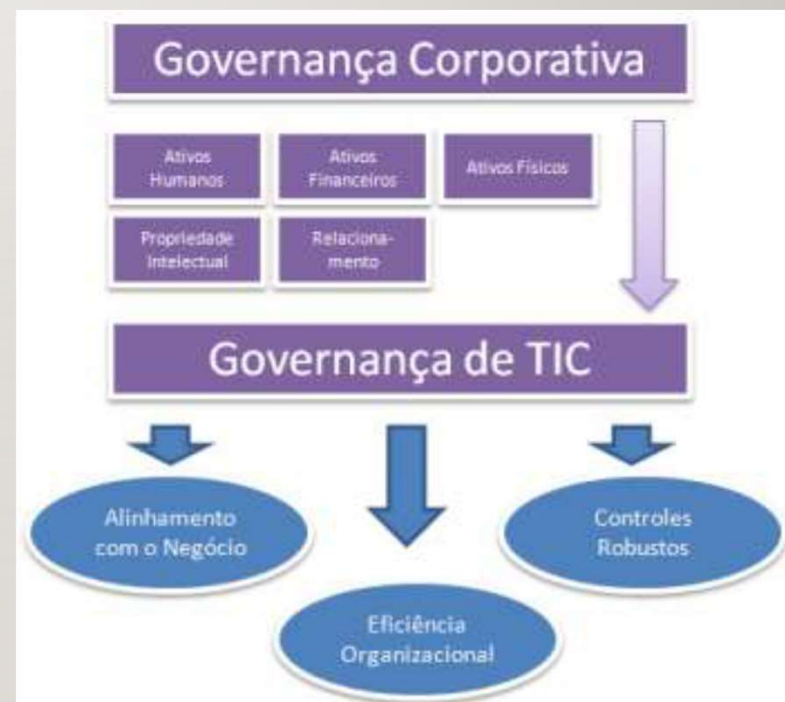 Governança Corporativa
Ativos
Humanos
Ativos
Financeiros
Ativos Físicos
Propriedade
Intelectual
Relaciona-
mento
Governança de TIC
Alinhamento
com o Negócio
Controles
Robustos
Eficiência
Organizacional